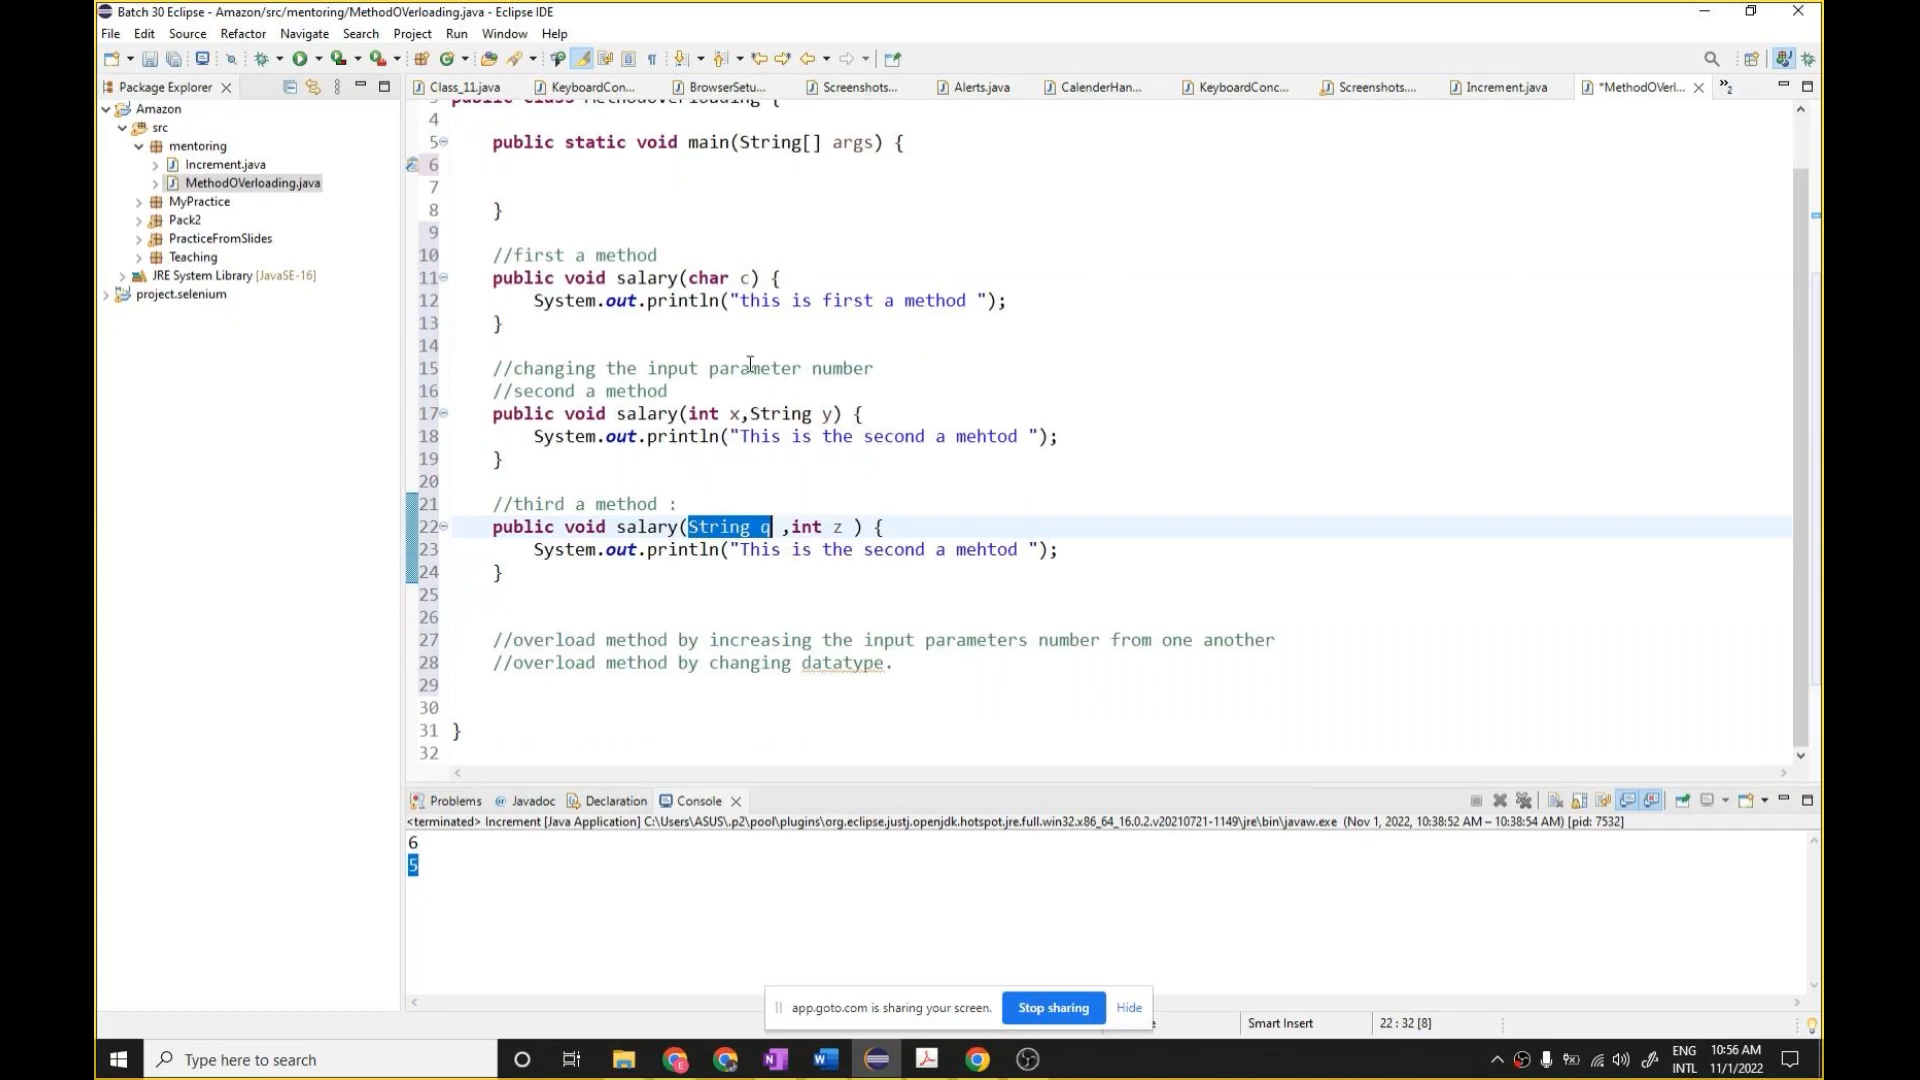 Batch 30 Eclipse - Amazon/src/mentoring/MethodOVerloading.java - Eclipse IDE
File Edit Source Refactor Navigate Search Project Run Window Help
Package Explorer
Class_11.java KeyboardCon... BrowserSetu... Screenshots... Alerts.java CalenderHan... KeyboardConc... Screenshots.... Increment.java *MethodOVerl... »2
Amazon
src
mentoring
Increment.java
MethodOVerloading.java
MyPractice
Pack2
PracticeFromSlides
Teaching
JRE System Library [JavaSE-16]
project.selenium
3 public class MethodOVerloading {
4
5 public static void main(String[] args) {
6
7
8 }
9
10 //first a method
11 public void salary(char c) {
12 System.out.println("this is first a method ");
13 }
14
15 //changing the input parameter number
16 //second a method
17 public void salary(int x,String y) {
18 System.out.println("This is the second a mehtod ");
19 }
20
21 //third a method :
22 public void salary(String q ,int z ) {
23 System.out.println("This is the second a mehtod ");
24 }
25
26
27 //overload method by increasing the input parameters number from one another
28 //overload method by changing datatype.
29
30
31 }
32
Problems Javadoc Declaration Console
<terminated> Increment [Java Application] C:\Users\ASUS\.p2\pool\plugins\org.eclipse.justj.openjdk.hotspot.jre.full.win32.x86_64_16.0.2.v20210721-1149\jre\bin\javaw.exe (Nov 1, 2022, 10:38:52 AM – 10:38:54 AM) [pid: 7532]
6
5
app.goto.com is sharing your screen. Stop sharing Hide
Smart Insert 22 : 32 [8]
Type here to search
ENG 10:56 AM
INTL 11/1/2022